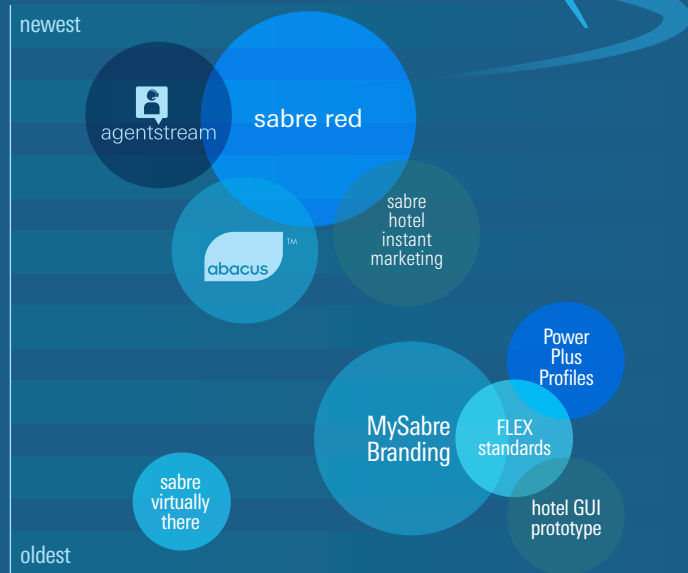 newest
agentstream
sabre red
sabre
hotel
instant
marketing
abacus
TM
Power
Plus
Profiles
MySabre
Branding
FLEX
standards
sabre
virtually
there
hotel GUI
prototype
oldest